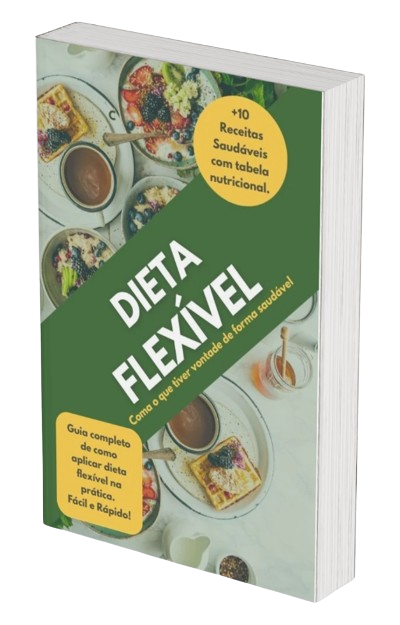 +10
Receitas
Saudáveis
com tabela
nutricional.
DIETA
FLEXÍVEL
Coma o que tiver vontade de forma saudável
Guia completo
de como
aplicar dieta
flexível na
prática.
Fácil e Rápido!